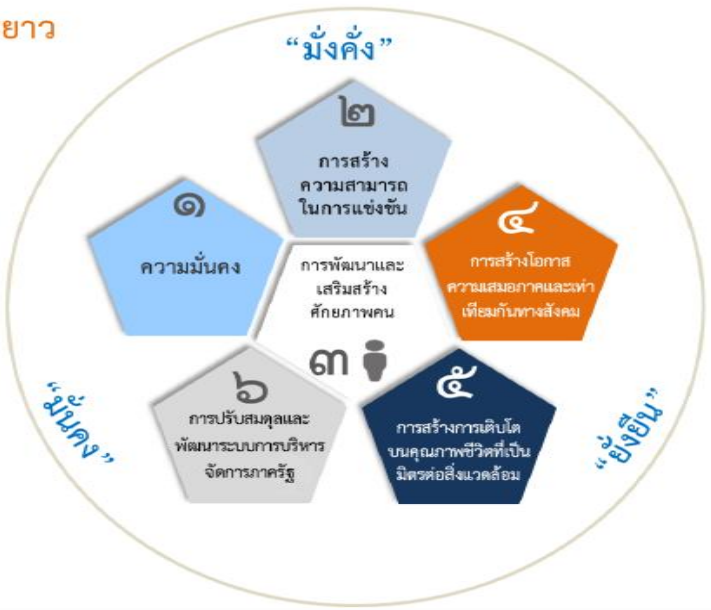 ยาว
“มั่งคั่ง”
๒
การสร้าง
ความสามารถ
ในการแข่งขัน
๑
ความมั่นคง
การพัฒนาและ
เสริมสร้าง
ศักยภาพคน
๓
๔
การสร้างโอกาส
ความเสมอภาคและเท่า
เทียมกันทางสังคม
๖
การปรับสมดุลและ
พัฒนาระบบการบริหาร
จัดการภาครัฐ
๕
การสร้างการเติบโต
บนคุณภาพชีวิตที่เป็น
มิตรต่อสิ่งแวดล้อม
“มั่นคง”
“ยั่งยืน”